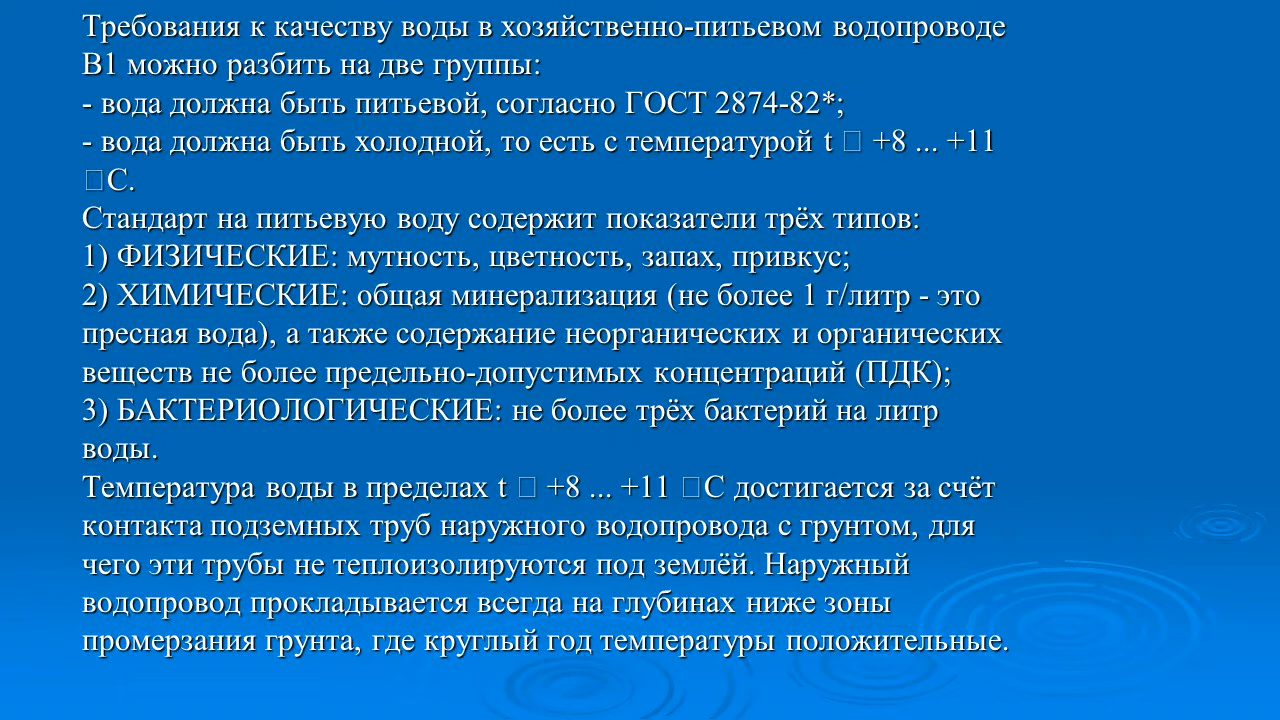 Требования к качеству воды в хозяйственно-питьевом водопроводе
В1 можно разбить на две группы:
- вода должна быть питьевой, согласно ГОСТ 2874-82*;
- вода должна быть холодной, то есть с температурой t □ +8 ... +11
□С.
Стандарт на питьевую воду содержит показатели трёх типов:
1) ФИЗИЧЕСКИЕ: мутность, цветность, запах, привкус;
2) ХИМИЧЕСКИЕ: общая минерализация (не более 1 г/литр - это
пресная вода), а также содержание неорганических и органических
веществ не более предельно-допустимых концентраций (ПДК);
3) БАКТЕРИОЛОГИЧЕСКИЕ: не более трёх бактерий на литр
воды.
Температура воды в пределах t □ +8 ... +11 □С достигается за счёт
контакта подземных труб наружного водопровода с грунтом, для
чего эти трубы не теплоизолируются под землёй. Наружный
водопровод прокладывается всегда на глубинах ниже зоны
промерзания грунта, где круглый год температуры положительные.